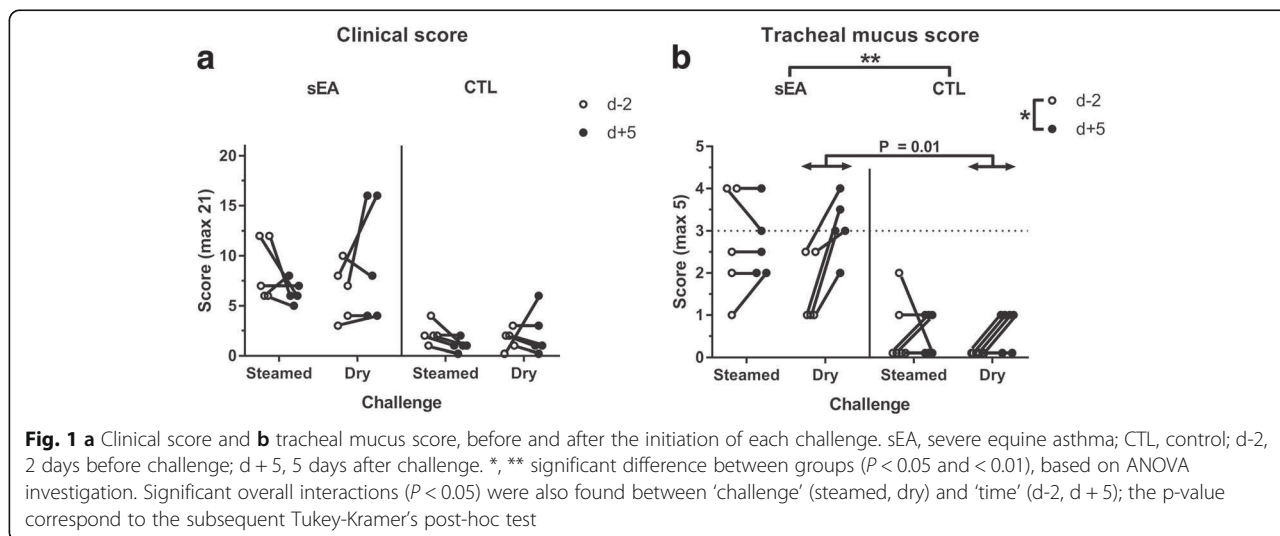 Clinical score
Tracheal mucus score
a
b
**
sEA
CTL
d-2
d+5
sEA
CTL
d-2
d+5
*
P = 0.01
Score (max 21)
20
15
10
5
0
Steamed
Dry
Steamed
Dry
Challenge
Score (max 5)
5
4
3
2
1
0
Steamed
Dry
Steamed
Dry
Challenge
Fig. 1 a Clinical score and b tracheal mucus score, before and after the initiation of each challenge. sEA, severe equine asthma; CTL, control; d-2,
2 days before challenge; d + 5, 5 days after challenge. *, ** significant difference between groups (P < 0.05 and < 0.01), based on ANOVA
investigation. Significant overall interactions (P < 0.05) were also found between ‘challenge’ (steamed, dry) and ‘time’ (d-2, d + 5); the p-value
correspond to the subsequent Tukey-Kramer’s post-hoc test